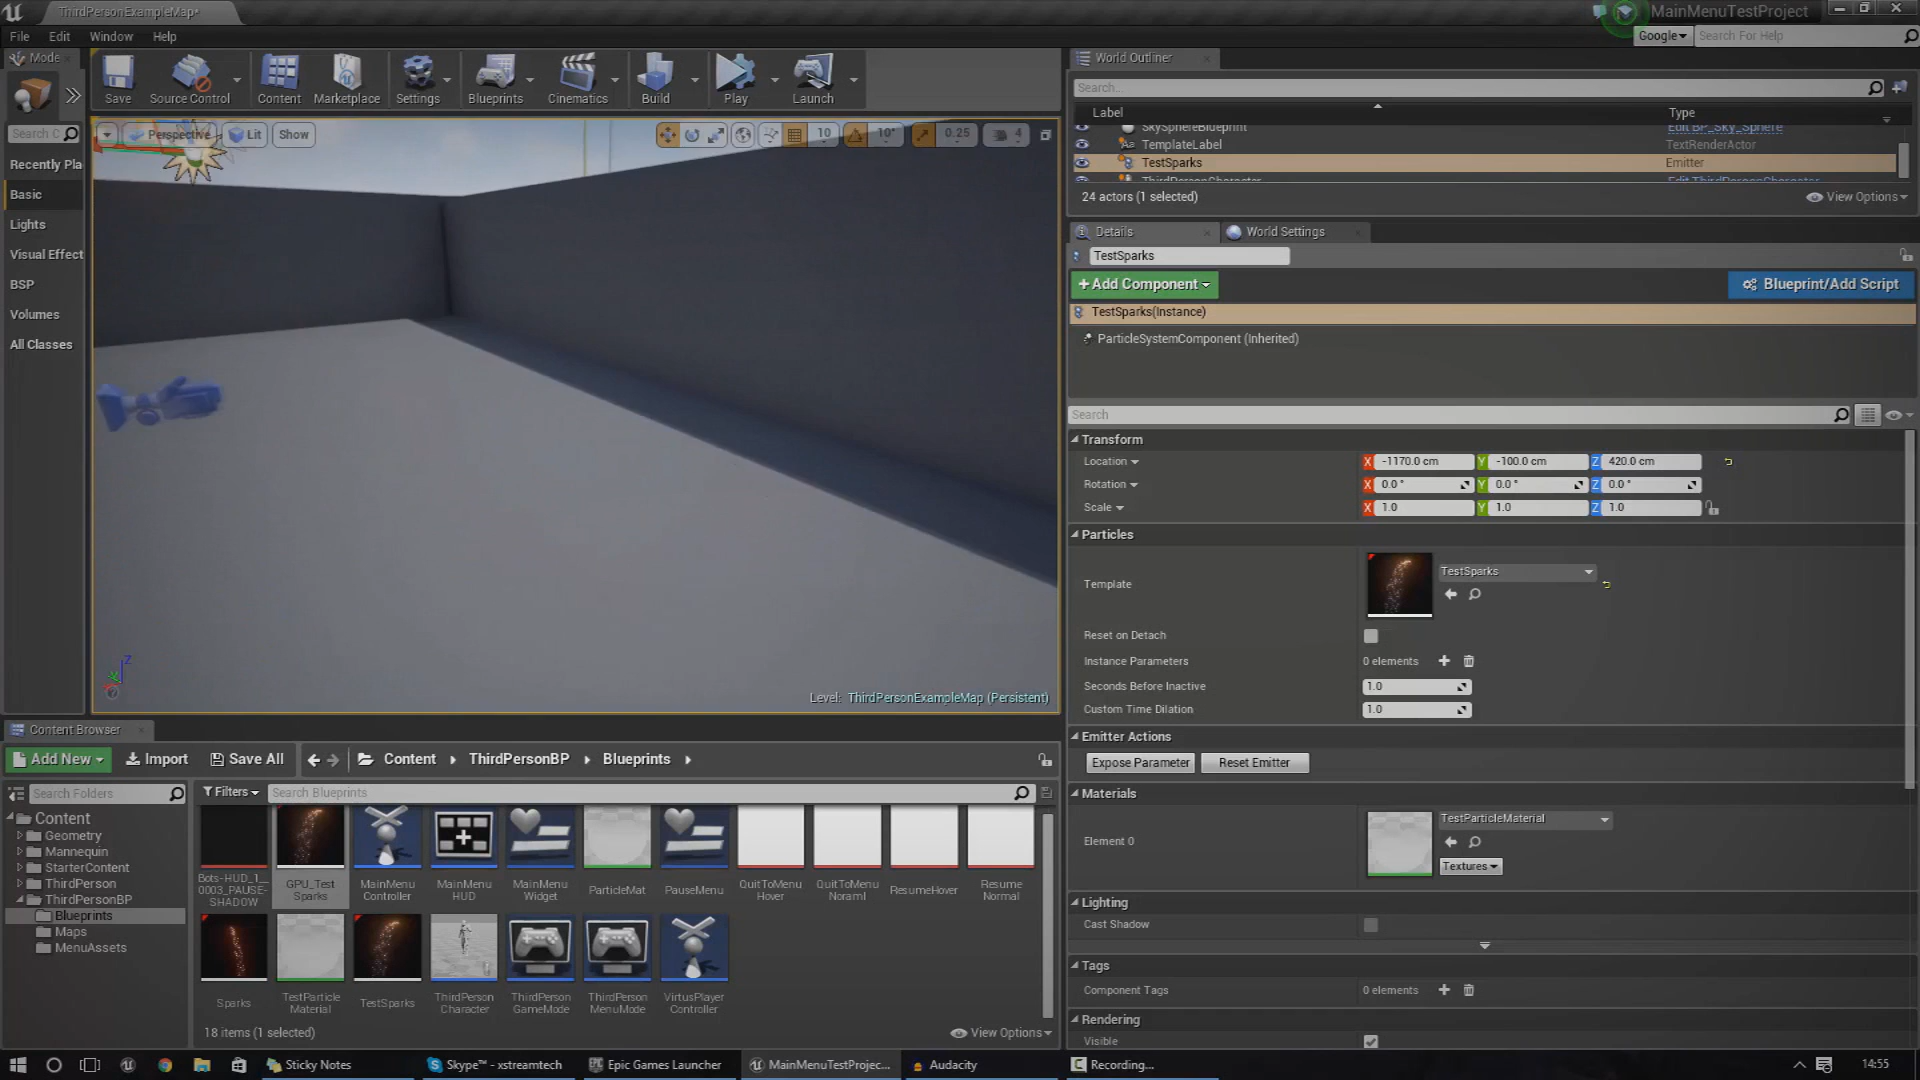 ThirdPersonExampleMap*
MainMenuTestProject
File Edit Window Help
Google Search For Help
Mode
Save Source Control Content Marketplace Settings Blueprints Cinematics Build Play Launch
Search C
Recently Pla
Basic
Lights
Visual Effect
BSP
Volumes
All Classes
Perspective Lit Show
10 10° 0.25 4
Level: ThirdPersonExampleMap (Persistent)
World Outliner
Search...
Label Type
SkySphereBlueprint Edit BP_Sky_Sphere
TemplateLabel TextRenderActor
TestSparks Emitter
ThirdPersonCharacter Edit ThirdPersonCharacter
24 actors (1 selected) View Options
Details World Settings
TestSparks
+ Add Component Blueprint/Add Script
TestSparks(Instance)
ParticleSystemComponent (Inherited)
Search
Transform
Location X -1170.0 cm Y -100.0 cm Z 420.0 cm
Rotation X 0.0 ° Y 0.0 ° Z 0.0 °
Scale X 1.0 Y 1.0 Z 1.0
Particles
Template TestSparks
Reset on Detach
Instance Parameters 0 elements
Seconds Before Inactive 1.0
Custom Time Dilation 1.0
Emitter Actions
Expose Parameter Reset Emitter
Materials
Element 0 TestParticleMaterial
Textures
Lighting
Cast Shadow
Tags
Component Tags 0 elements
Rendering
Visible
Content Browser
Add New Import Save All Content ThirdPersonBP Blueprints
Search Folders
Filters Search Blueprints
Content
Geometry
Mannequin
StarterContent
ThirdPerson
ThirdPersonBP
Blueprints
Maps
MenuAssets
Bots-HUD_1__
0003_PAUSE-
SHADOW
GPU_Test
Sparks
MainMenu
Controller
MainMenu
HUD
MainMenu
Widget
ParticleMat
PauseMenu
QuitToMenu
Hover
QuitToMenu
Noraml
ResumeHover
Resume
Normal
Sparks
TestParticle
Material
TestSparks
ThirdPerson
Character
ThirdPerson
GameMode
ThirdPerson
MenuMode
VirtusPlayer
Controller
18 items (1 selected) View Options
Sticky Notes Skype™ - xstreamtech Epic Games Launcher MainMenuTestProjec... Audacity Recording... 14:55